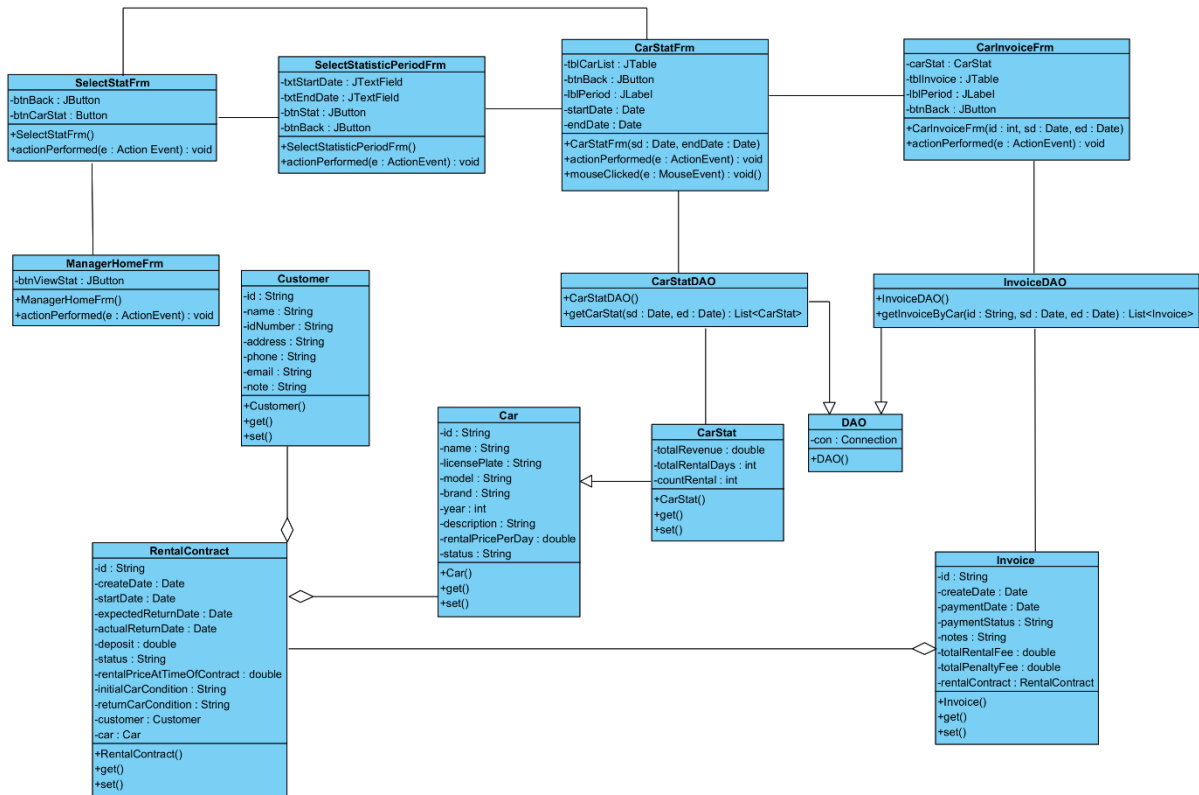 SelectStatFrm
-btnBack : JButton
-btnCarStat : Button
+SelectStatFrm()
+actionPerformed(e : Action Event) : void
SelectStatisticPeriodFrm
-txtStartDate : JTextField
-txtEndDate : JTextField
-btnStat : JButton
-btnBack : JButton
+SelectStatisticPeriodFrm()
+actionPerformed(e : ActionEvent) : void
CarStatFrm
-tblCarList : JTable
-btnBack : JButton
-lblPeriod : JLabel
-startDate : Date
-endDate : Date
+CarStatFrm(sd : Date, endDate : Date)
+actionPerformed(e : ActionEvent) : void
+mouseClicked(e : MouseEvent) : void()
CarInvoiceFrm
-carStat : CarStat
-tblInvoice : JTable
-lblPeriod : JLabel
-btnBack : JButton
+CarInvoiceFrm(id : int, sd : Date, ed : Date)
+actionPerformed(e : ActionEvent) : void
ManagerHomeFrm
-btnViewStat : JButton
+ManagerHomeFrm()
+actionPerformed(e : ActionEvent) : void
Customer
-id : String
-name : String
-idNumber : String
-address : String
-phone : String
-email : String
-note : String
+Customer()
+get()
+set()
CarStatDAO
+CarStatDAO()
+getCarStat(sd : Date, ed : Date) : List<CarStat>
InvoiceDAO
+InvoiceDAO()
+getInvoiceByCar(id : String, sd : Date, ed : Date) : List<Invoice>
Car
-id : String
-name : String
-licensePlate : String
-model : String
-brand : String
-year : int
-description : String
-rentalPricePerDay : double
-status : String
+Car()
+get()
+set()
CarStat
-totalRevenue : double
-totalRentalDays : int
-countRental : int
+CarStat()
+get()
+set()
DAO
-con : Connection
+DAO()
RentalContract
-id : String
-createDate : Date
-startDate : Date
-expectedReturnDate : Date
-actualReturnDate : Date
-deposit : double
-status : String
-rentalPriceAtTimeOfContract : double
-initialCarCondition : String
-returnCarCondition : String
-customer : Customer
-car : Car
+RentalContract()
+get()
+set()
Invoice
-id : String
-createDate : Date
-paymentDate : Date
-paymentStatus : String
-notes : String
-totalRentalFee : double
-totalPenaltyFee : double
-rentalContract : RentalContract
+Invoice()
+get()
+set()